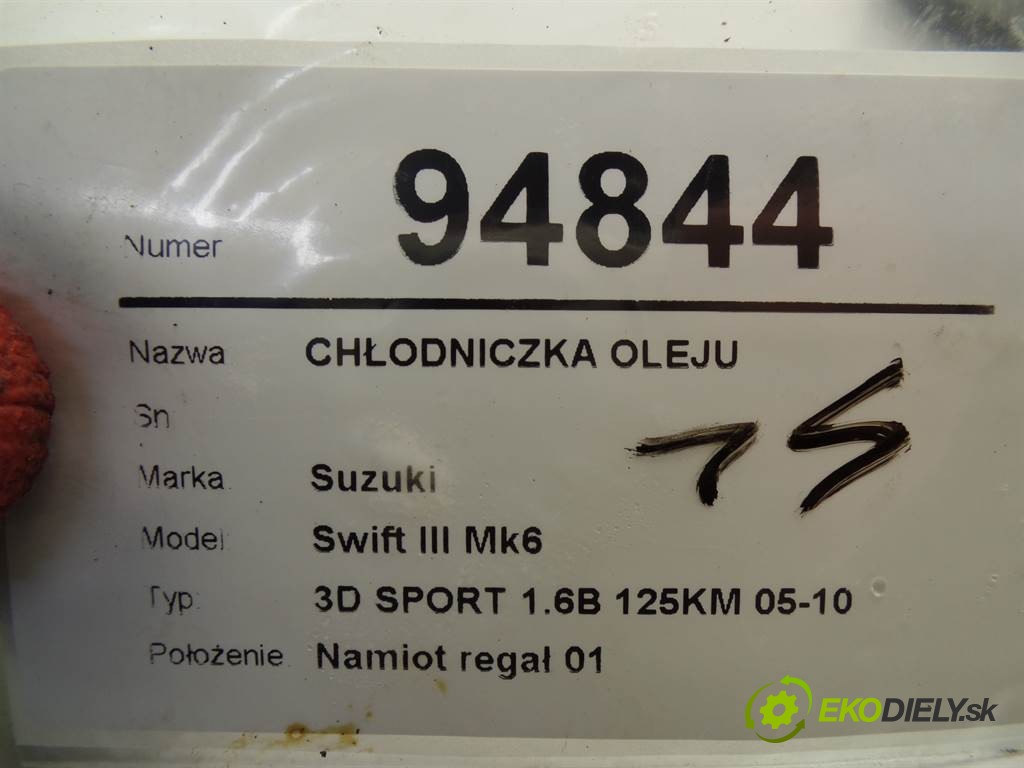 Numer 94844
Nazwa CHŁODNICZKA OLEJU
Sn
15
Marka Suzuki
Model Swift III Mk6
Typ 3D SPORT 1.6B 125KM 05-10
Położenie Namiot regał 01
EKODIELY.sk